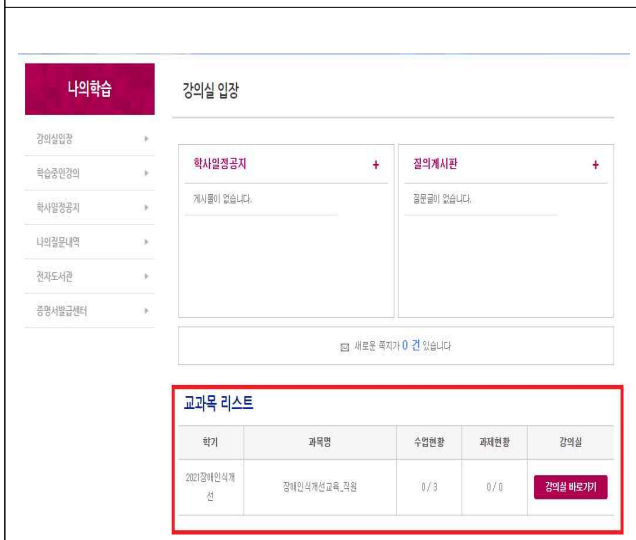 나의학습
강의실 입장
강의실입장
학습중인강의
학사일정공지
나의질문내역
전자도서관
증명서발급센터
학사일정공지 +
게시물이 없습니다.
질의게시판 +
질문글이 없습니다.
새로운 쪽지가 0 건 있습니다
교과목 리스트
학기 과목명 수업현황 과제현황 강의실
2021장애인식개
선
장애인식개선교육_직원 0 / 3 0 / 0 강의실 바로가기